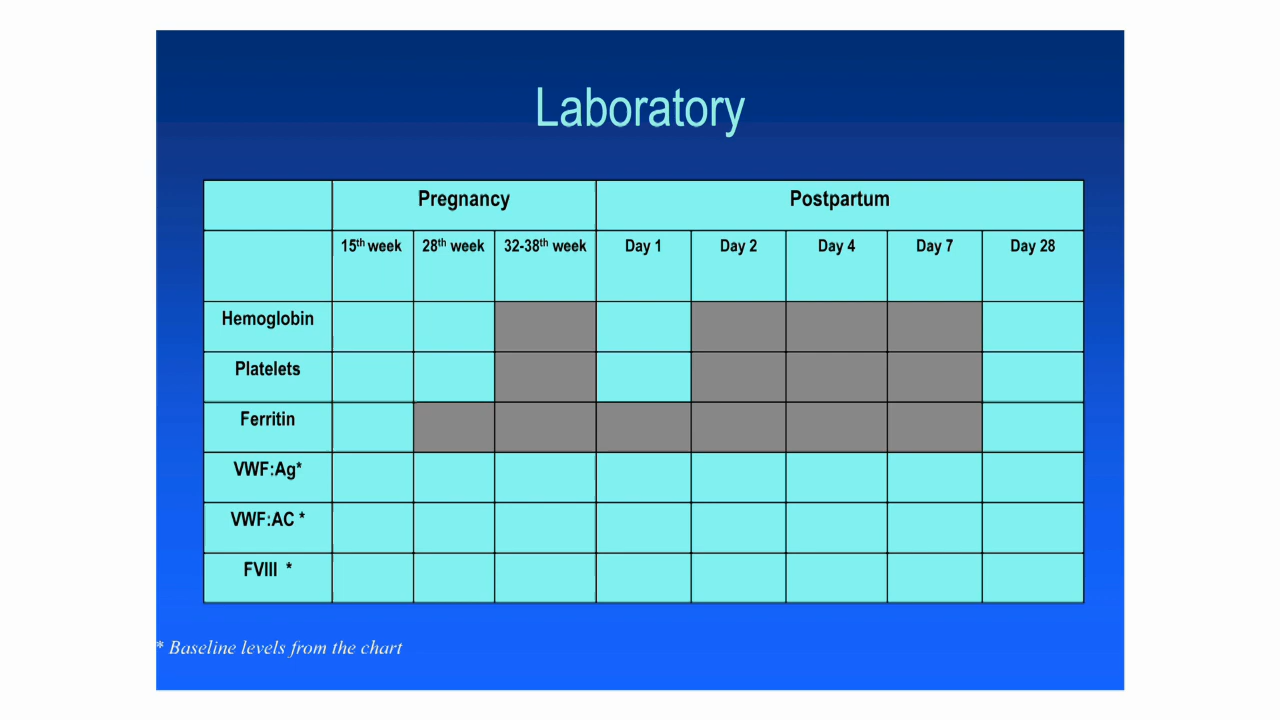 Laboratory
Pregnancy Postpartum
15th week 28th week 32-38th week Day 1 Day 2 Day 4 Day 7 Day 28
Hemoglobin
Platelets
Ferritin
VWF:Ag*
VWF:AC *
FVIII *
* Baseline levels from the chart